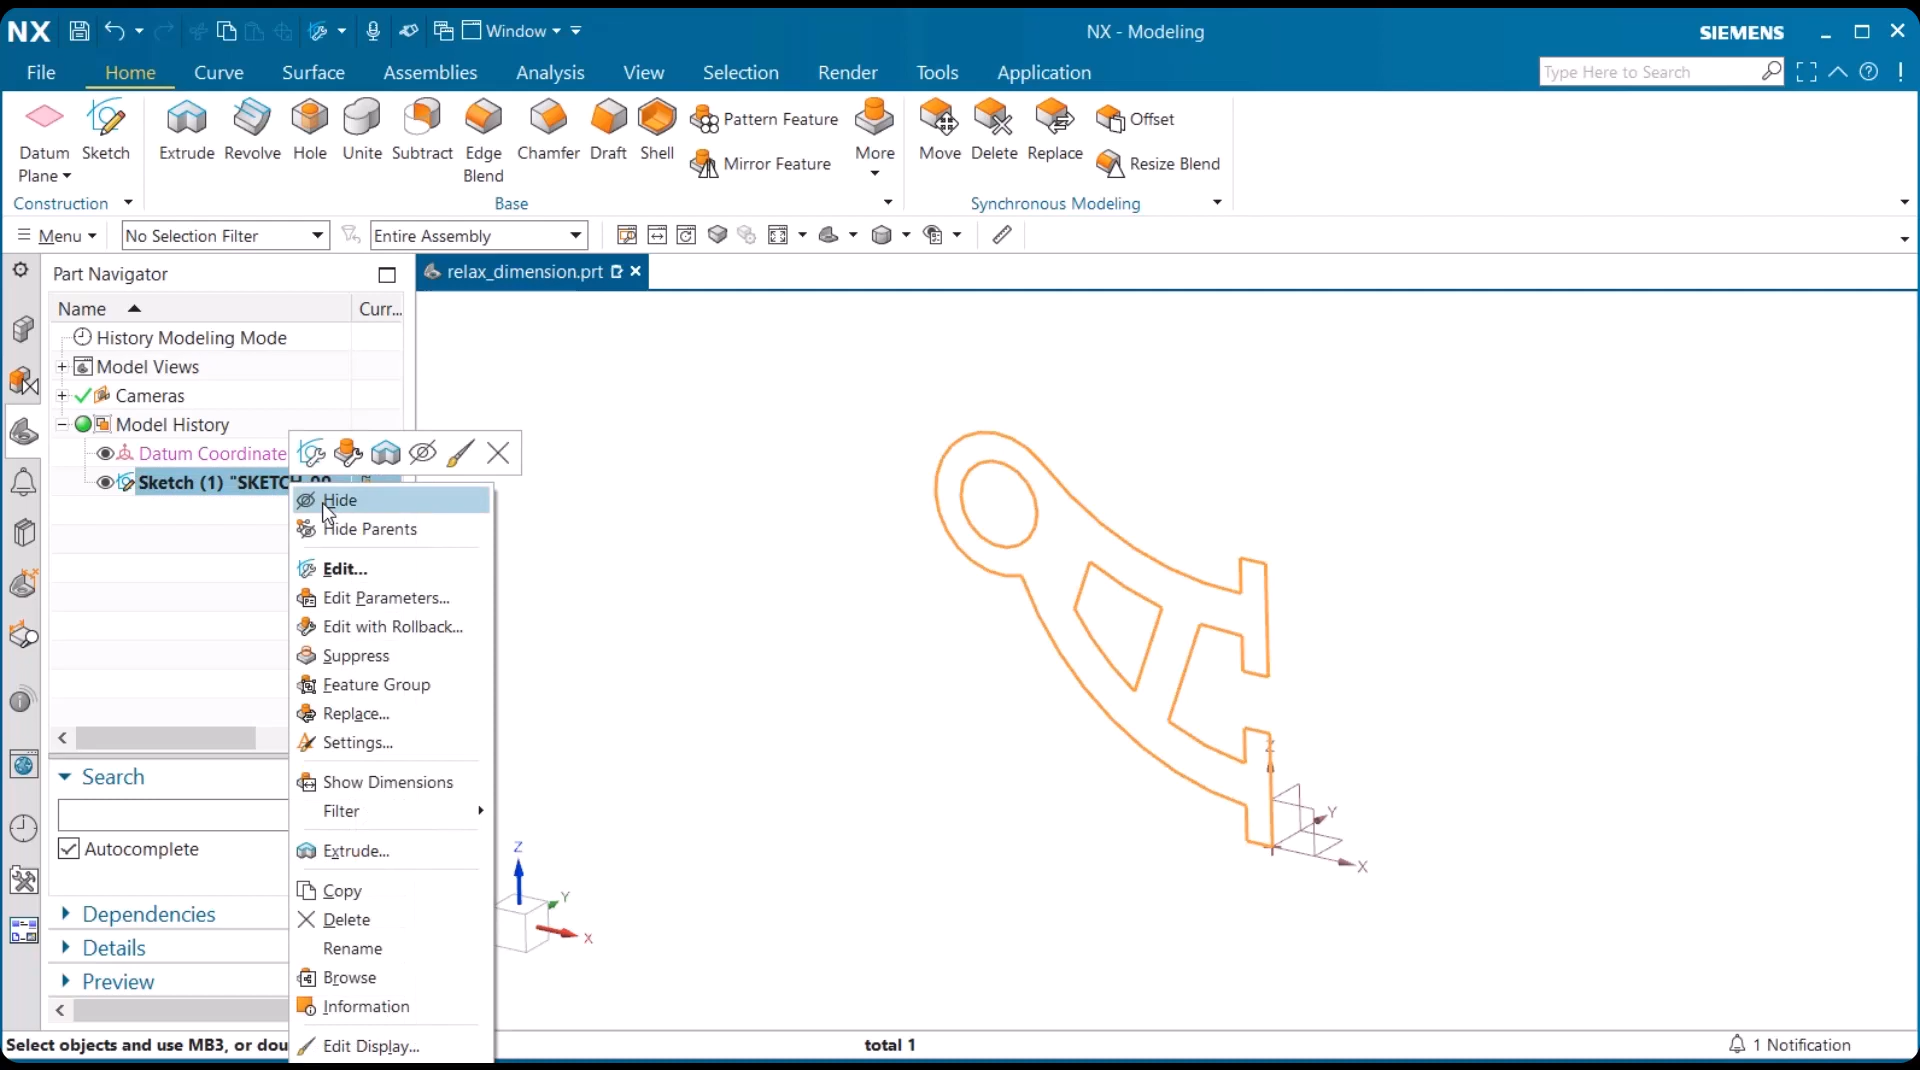 NX Window NX - Modeling SIEMENS
File Home Curve Surface Assemblies Analysis View Selection Render Tools Application Type Here to Search
Datum Plane Sketch Extrude Revolve Hole Unite Subtract Edge Blend Chamfer Draft Shell Pattern Feature Mirror Feature More Move Delete Replace Offset Resize Blend
Construction Base Synchronous Modeling
Menu No Selection Filter Entire Assembly
Part Navigator relax_dimension.prt
Name Curr...
History Modeling Mode
Model Views
Cameras
Model History
Datum Coordinate
Sketch (1) "SKETCH_00
Hide
Hide Parents
Edit...
Edit Parameters...
Edit with Rollback...
Suppress
Feature Group
Replace...
Settings...
Show Dimensions
Filter
Extrude...
Copy
Delete
Rename
Browse
Information
Edit Display...
Search
Autocomplete
Dependencies
Details
Preview
Z
Y
X
Z
Y
X
Select objects and use MB3, or dou total 1 1 Notification